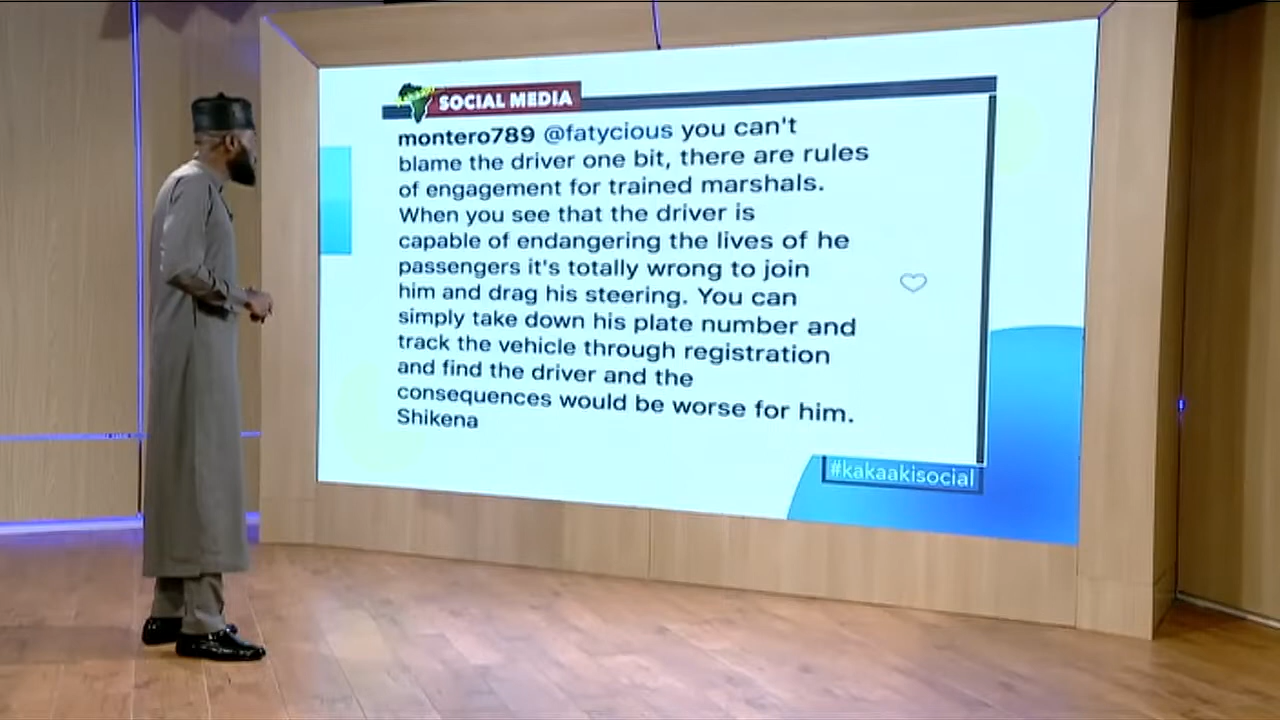 SOCIAL MEDIA
montero789 @fatycious you can't
blame the driver one bit, there are rules
of engagement for trained marshals.
When you see that the driver is
capable of endangering the lives of he
passengers it's totally wrong to join
him and drag his steering. You can
simply take down his plate number and
track the vehicle through registration
and find the driver and the
consequences would be worse for him.
Shikena
#kakaakisocial